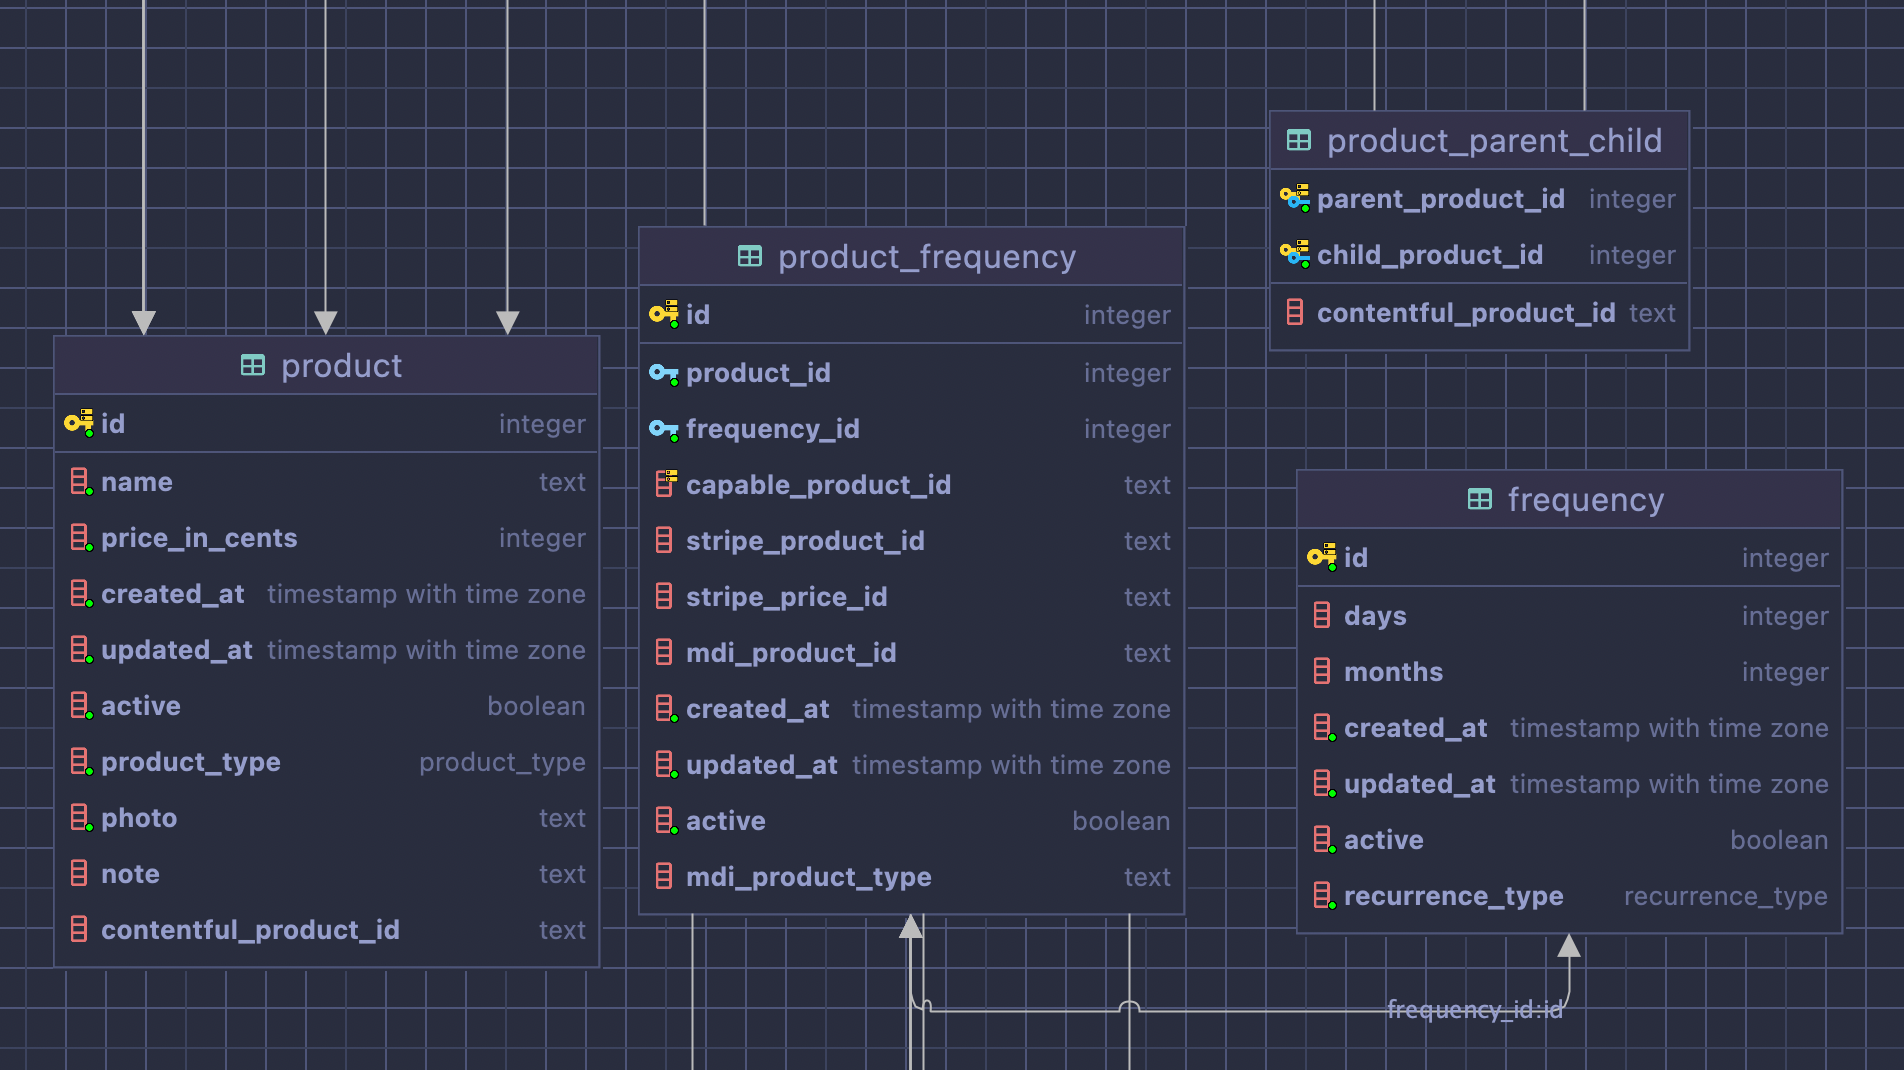 product
id integer
name text
price_in_cents integer
created_at timestamp with time zone
updated_at timestamp with time zone
active boolean
product_type product_type
photo text
note text
contentful_product_id text
product_frequency
id integer
product_id integer
frequency_id integer
capable_product_id text
stripe_product_id text
stripe_price_id text
mdi_product_id text
created_at timestamp with time zone
updated_at timestamp with time zone
active boolean
mdi_product_type text
product_parent_child
parent_product_id integer
child_product_id integer
contentful_product_id text
frequency
id integer
days integer
months integer
created_at timestamp with time zone
updated_at timestamp with time zone
active boolean
recurrence_type recurrence_type
frequency_id:id